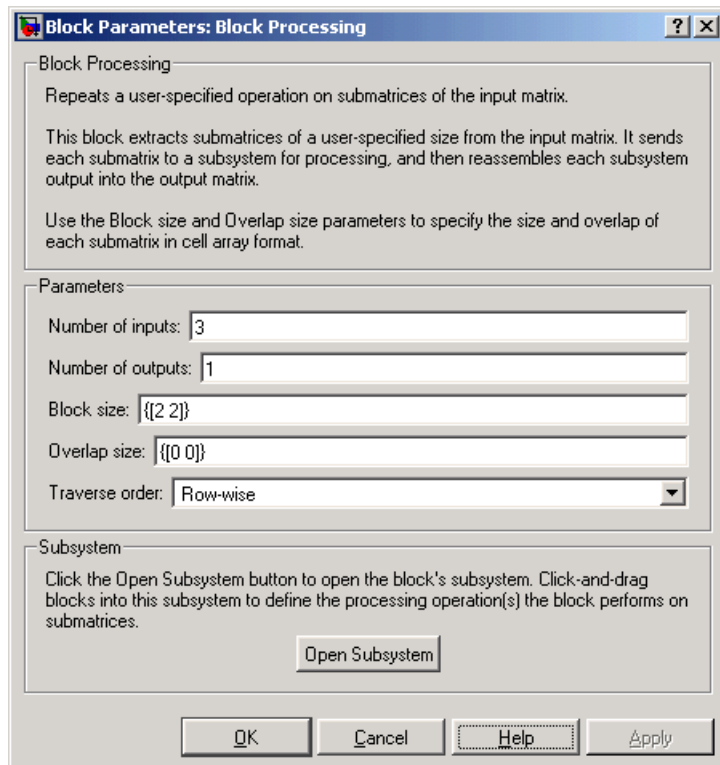 Block Parameters: Block Processing
Block Processing
Repeats a user-specified operation on submatrices of the input matrix.
This block extracts submatrices of a user-specified size from the input matrix. It sends
each submatrix to a subsystem for processing, and then reassembles each subsystem
output into the output matrix.
Use the Block size and Overlap size parameters to specify the size and overlap of
each submatrix in cell array format.
Parameters
Number of inputs: 3
Number of outputs: 1
Block size: {[2 2]}
Overlap size: {[0 0]}
Traverse order: Row-wise
Subsystem
Click the Open Subsystem button to open the block's subsystem. Click-and-drag
blocks into this subsystem to define the processing operation(s) the block performs on
submatrices.
Open Subsystem
OK Cancel Help Apply